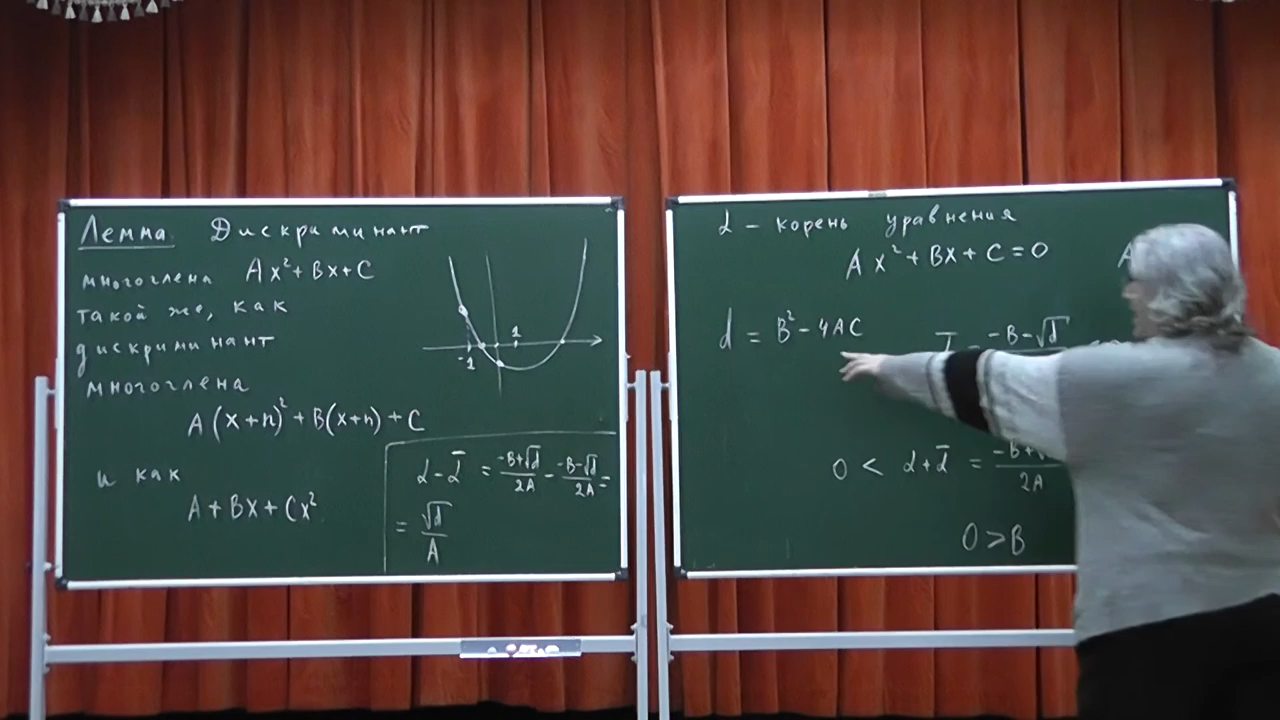 Лемма. Дискриминант
многочлена Ax² + Bx + C
такой же, как
дискриминант
многочлена
A(x+n)² + B(x+n) + C
и как
A + Bx + Cx²
1
-1
α - ᾱ = (-B+√d)/2A - (-B-√d)/2A =
= √d/A
α - корень уравнения
A x² + Bx + C = 0
d = B² - 4AC
ᾱ = -B-√d
0 < α + ᾱ =
2A
0 > B